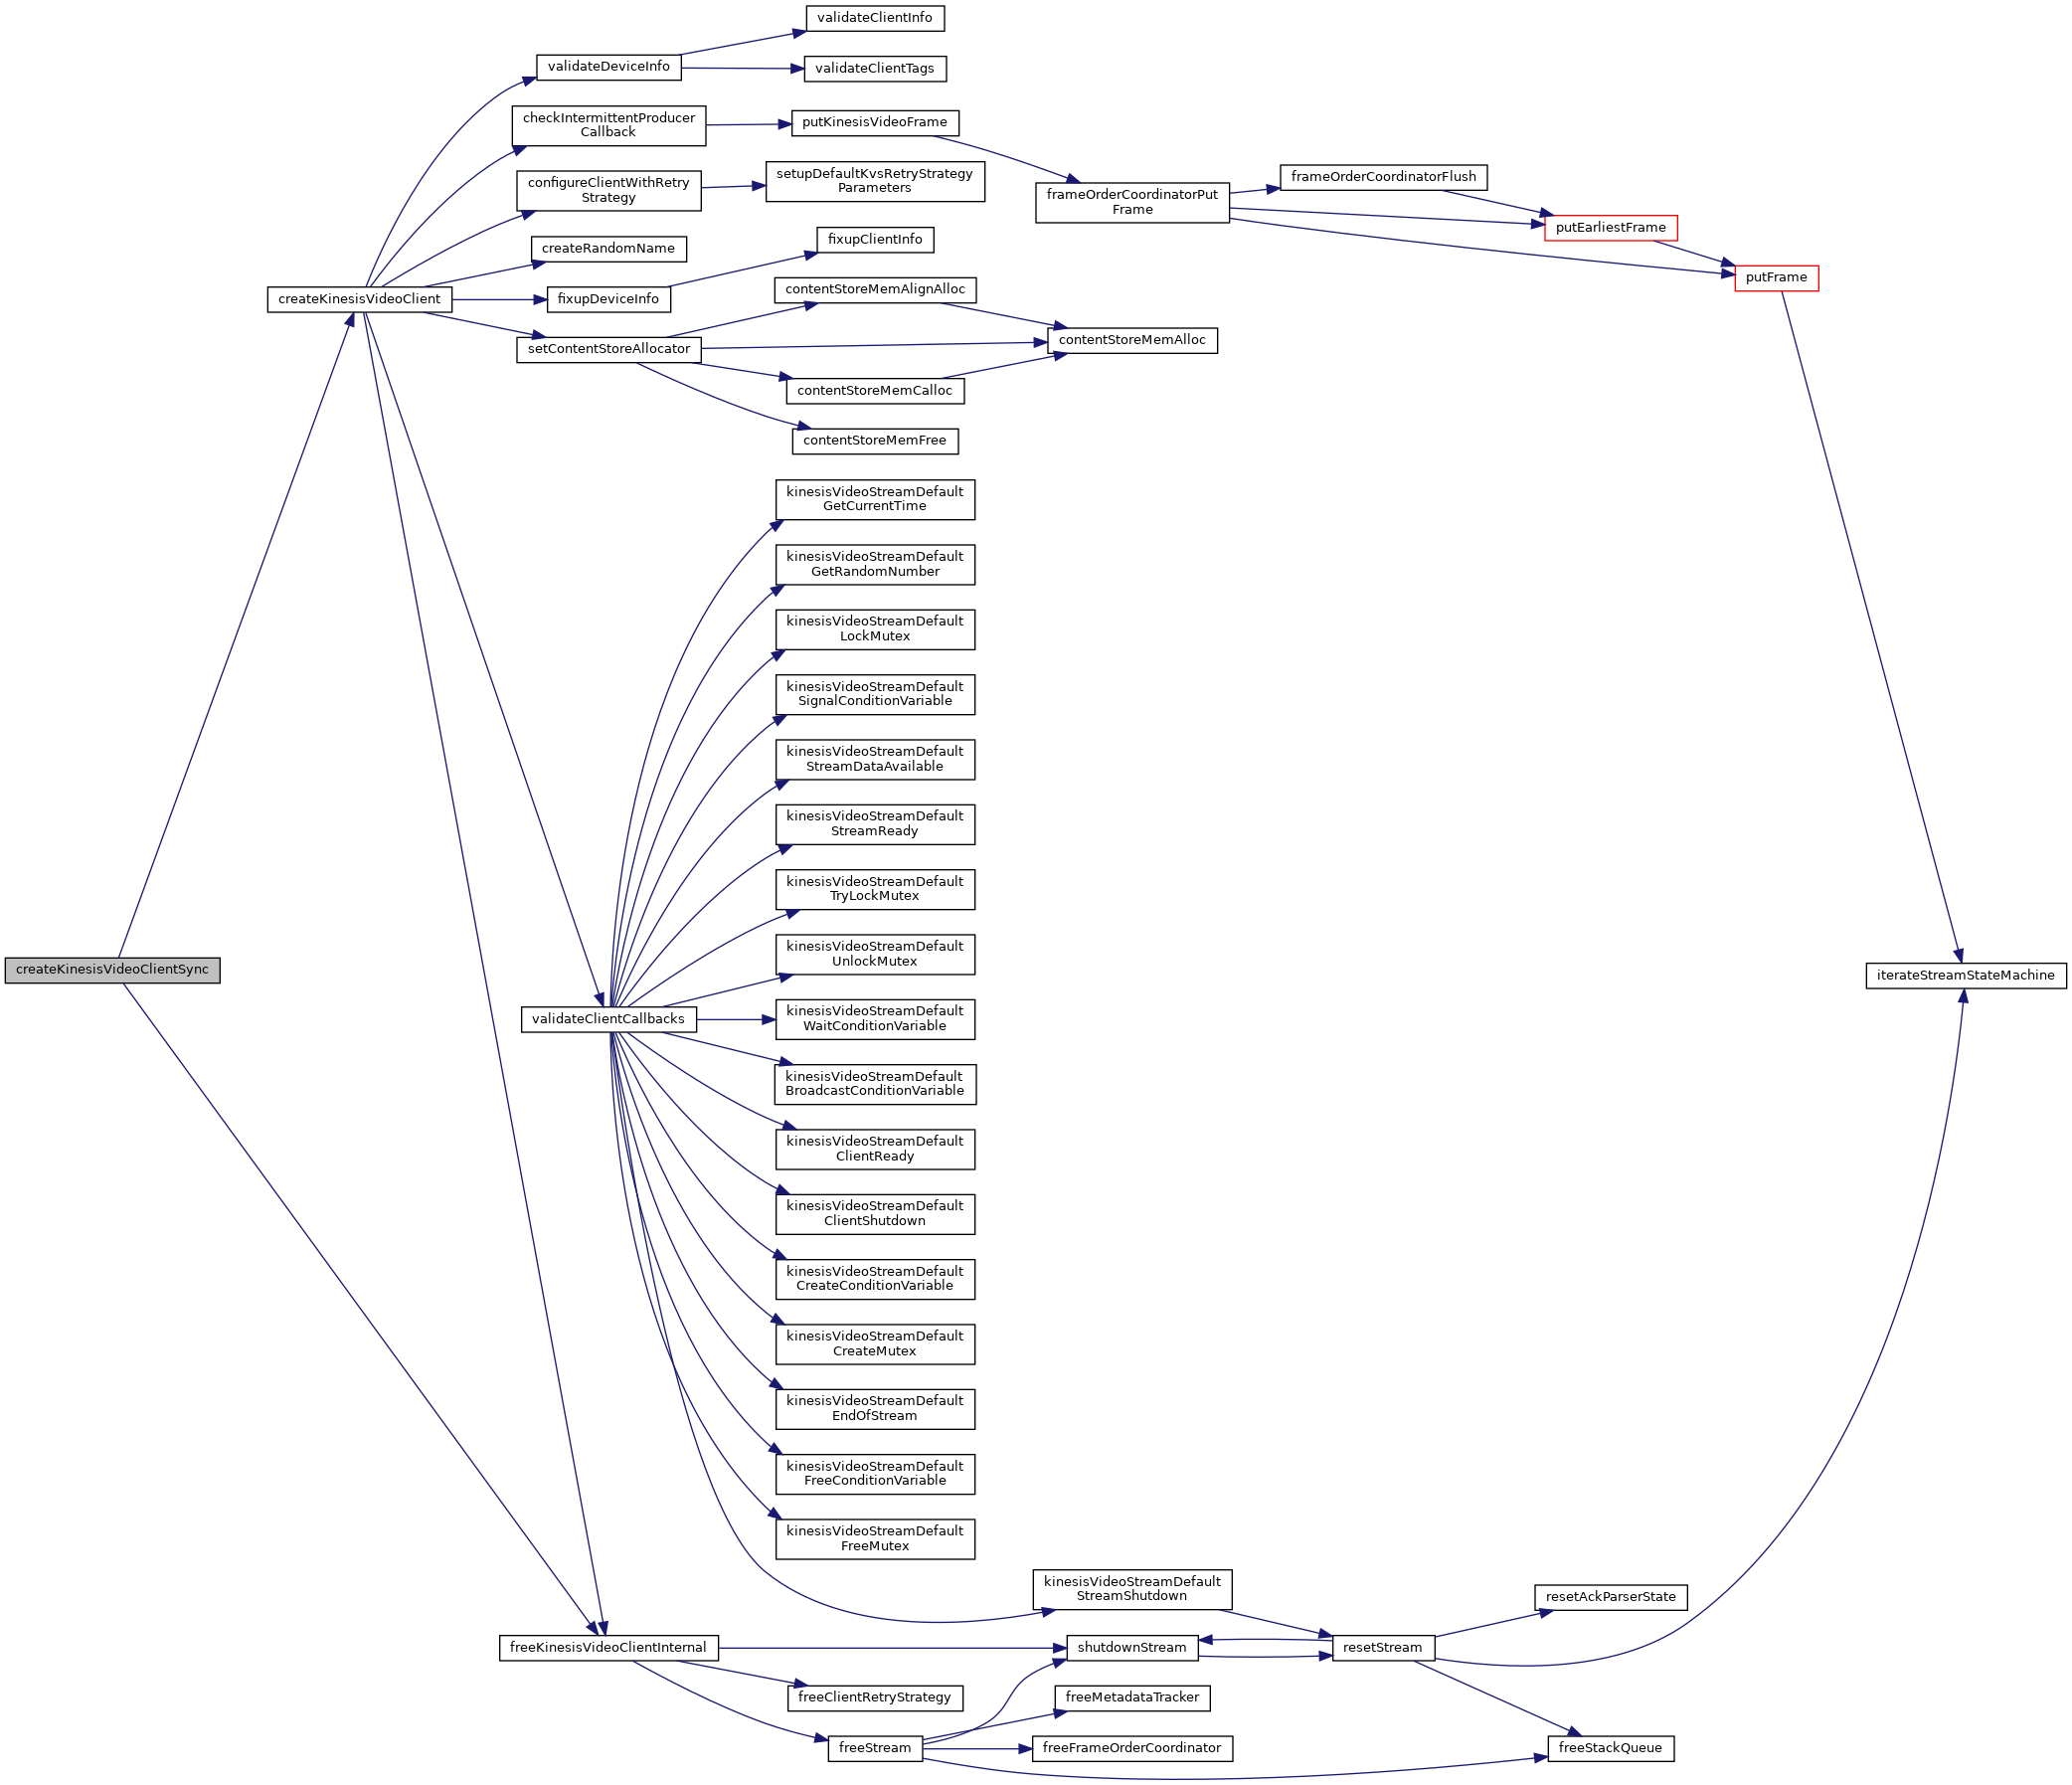 validateClientInfo
validateDeviceInfo
validateClientTags
checkIntermittentProducer
Callback
putKinesisVideoFrame
configureClientWithRetry
Strategy
setupDefaultKvsRetryStrategy
Parameters
frameOrderCoordinatorPut
Frame
frameOrderCoordinatorFlush
putEarliestFrame
putFrame
createRandomName
fixupClientInfo
createKinesisVideoClient
fixupDeviceInfo
contentStoreMemAlignAlloc
setContentStoreAllocator
contentStoreMemAlloc
contentStoreMemCalloc
contentStoreMemFree
kinesisVideoStreamDefault
GetCurrentTime
kinesisVideoStreamDefault
GetRandomNumber
kinesisVideoStreamDefault
LockMutex
kinesisVideoStreamDefault
SignalConditionVariable
kinesisVideoStreamDefault
StreamDataAvailable
kinesisVideoStreamDefault
StreamReady
kinesisVideoStreamDefault
TryLockMutex
kinesisVideoStreamDefault
UnlockMutex
createKinesisVideoClientSync
iterateStreamStateMachine
validateClientCallbacks
kinesisVideoStreamDefault
WaitConditionVariable
kinesisVideoStreamDefault
BroadcastConditionVariable
kinesisVideoStreamDefault
ClientReady
kinesisVideoStreamDefault
ClientShutdown
kinesisVideoStreamDefault
CreateConditionVariable
kinesisVideoStreamDefault
CreateMutex
kinesisVideoStreamDefault
EndOfStream
kinesisVideoStreamDefault
FreeConditionVariable
kinesisVideoStreamDefault
FreeMutex
kinesisVideoStreamDefault
StreamShutdown
resetAckParserState
freeKinesisVideoClientInternal
shutdownStream
resetStream
freeClientRetryStrategy
freeMetadataTracker
freeStream
freeFrameOrderCoordinator
freeStackQueue